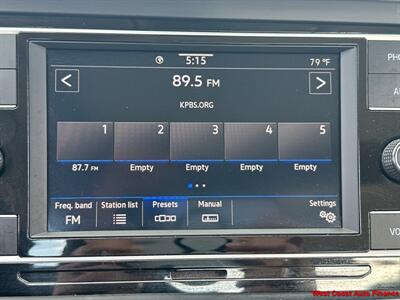 5:15 79 °F
89.5 FM
KPBS.ORG
1 2 3 4 5
87.7 FM Empty Empty Empty Empty
Freq. band Station list Presets Manual Settings
FM
West Coast Auto Finance